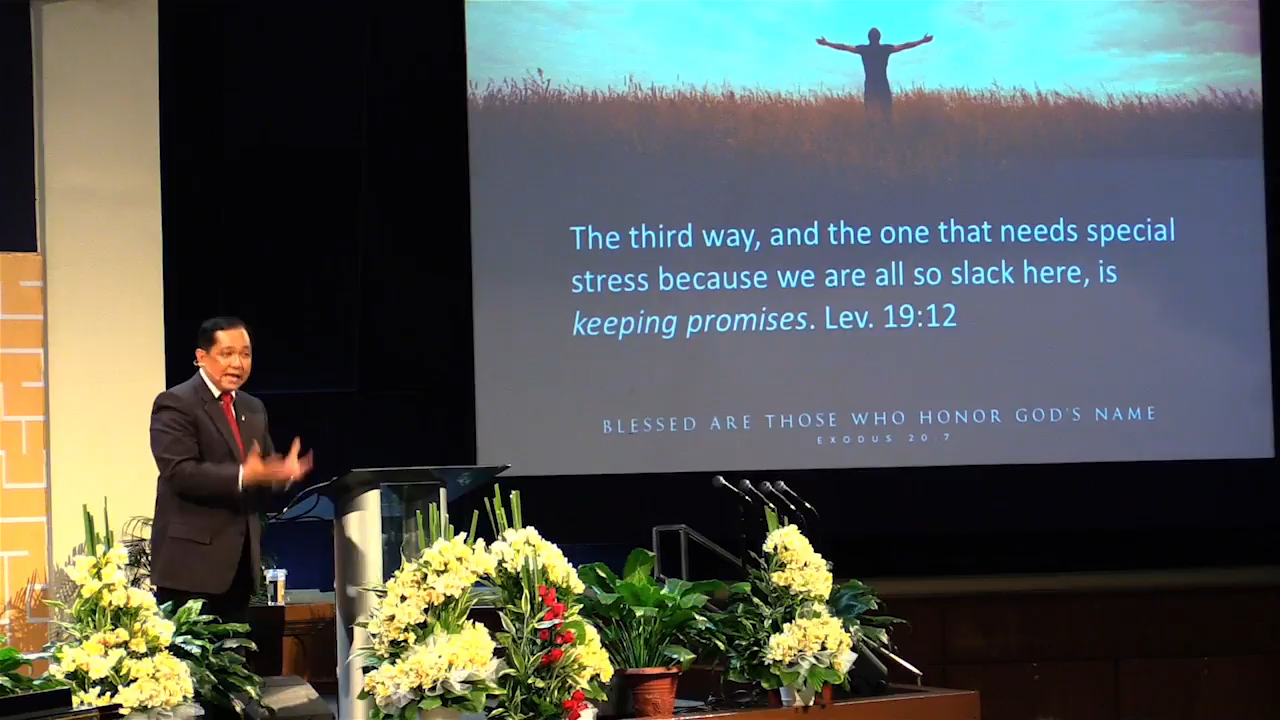 The third way, and the one that needs special
stress because we are all so slack here, is
keeping promises. Lev. 19:12
BLESSED ARE THOSE WHO HONOR GOD'S NAME
EXODUS 20:7